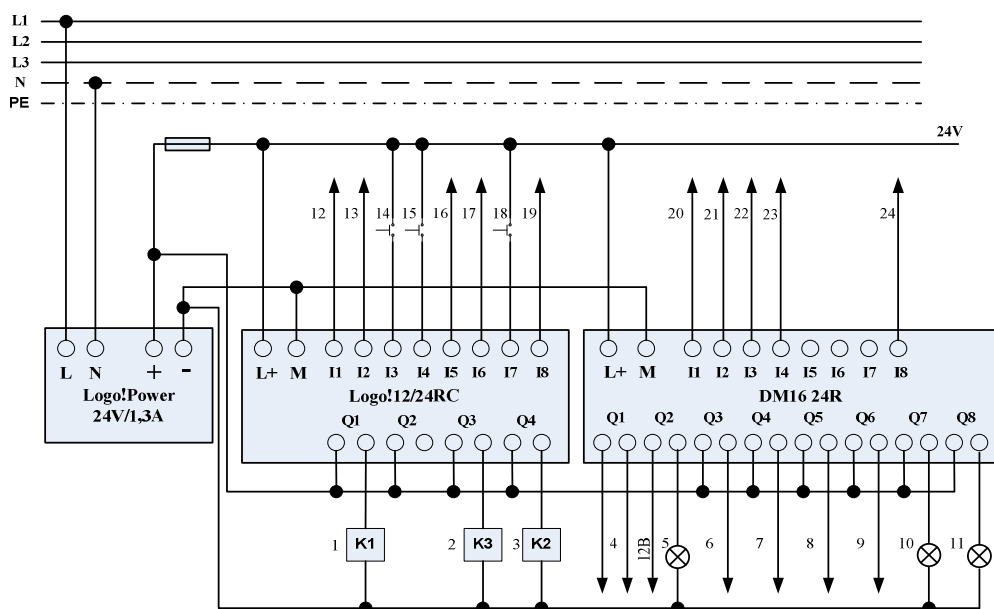 L1
L2
L3
N
PE
24V
12 13 14 15 16 17 18 19 20 21 22 23 24
L N + -
Logo!Power
24V/1,3A
L+ M I1 I2 I3 I4 I5 I6 I7 I8
Logo!12/24RC
Q1 Q2 Q3 Q4
L+ M I1 I2 I3 I4 I5 I6 I7 I8
DM16 24R
Q1 Q2 Q3 Q4 Q5 Q6 Q7 Q8
1 K1 2 K3 3 K2 4 12B 5 6 7 8 9 10 11